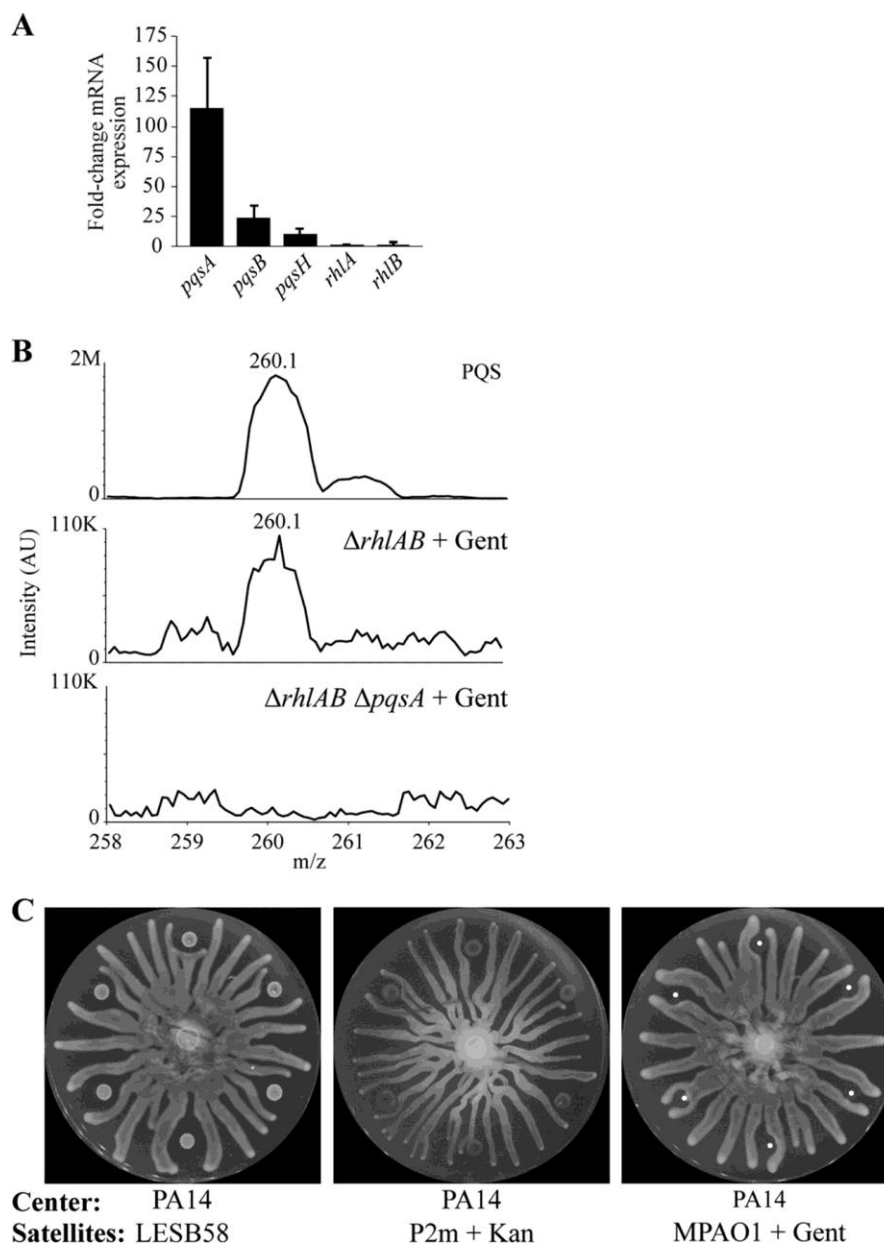 A
Fold-change mRNA
expression
175
150
125
100
75
50
25
0
pqsA
pqsB
pqsH
rhlA
rhlB
B
Intensity (AU)
2M
260.1
PQS
0
110K
260.1
ΔrhlAB + Gent
0
110K
ΔrhlAB ΔpqsA + Gent
0
258 259 260 261 262 263
m/z
C
Center: PA14 PA14 PA14
Satellites: LESB58 P2m + Kan MPAO1 + Gent